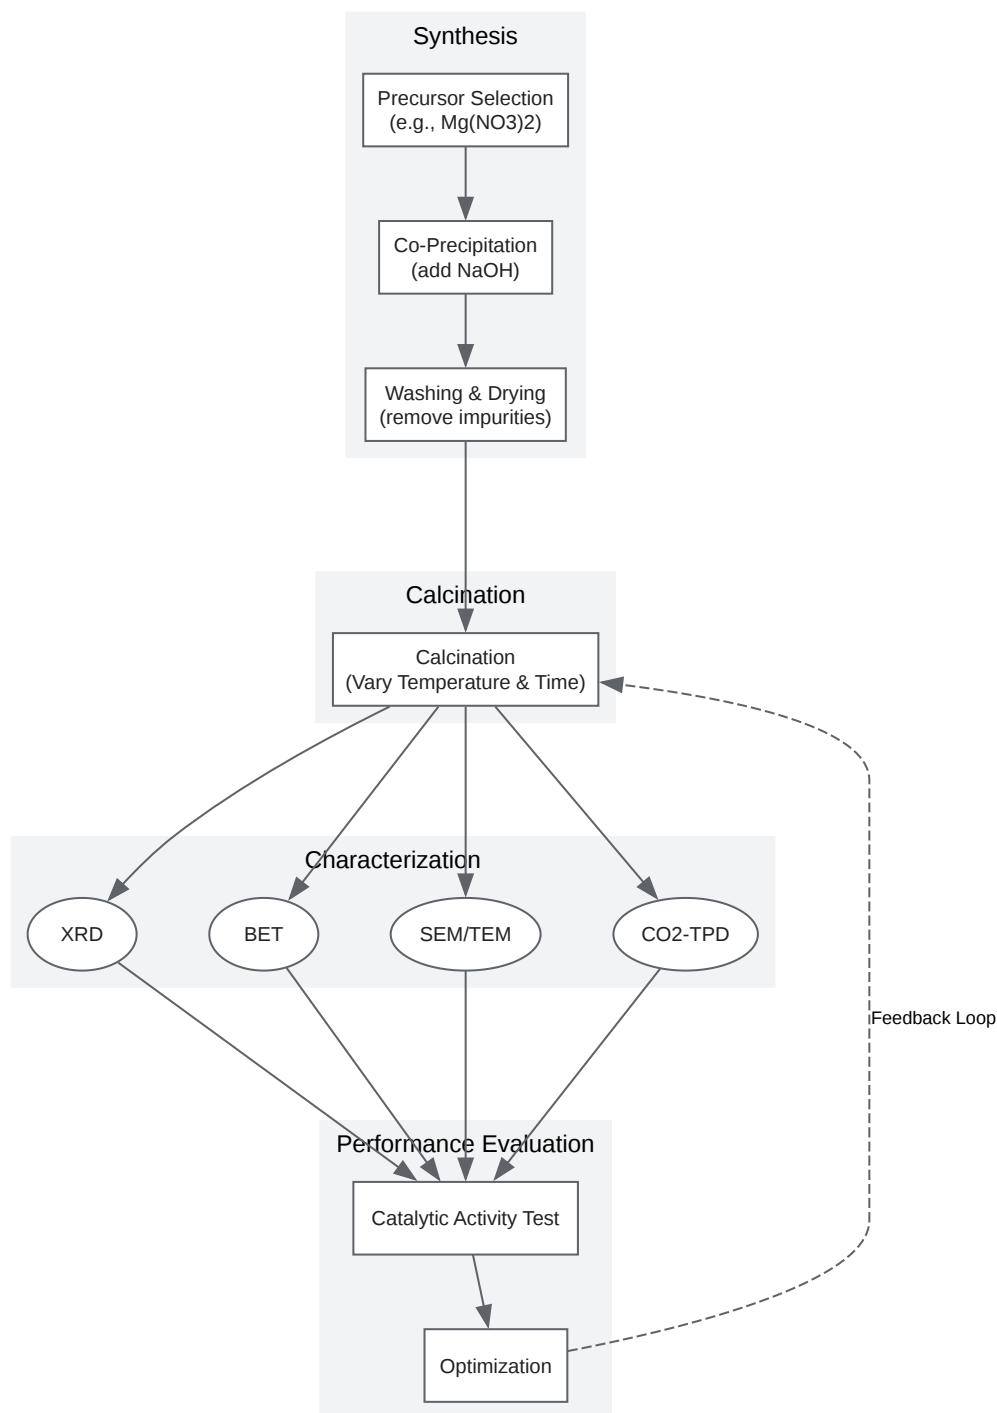 Synthesis
Precursor Selection
(e.g., Mg(NO3)2)
Co-Precipitation
(add NaOH)
Washing & Drying
(remove impurities)
Calcination
Calcination
(Vary Temperature & Time)
Characterization
XRD
BET
SEM/TEM
CO2-TPD
Feedback Loop
Performance Evaluation
Catalytic Activity Test
Optimization